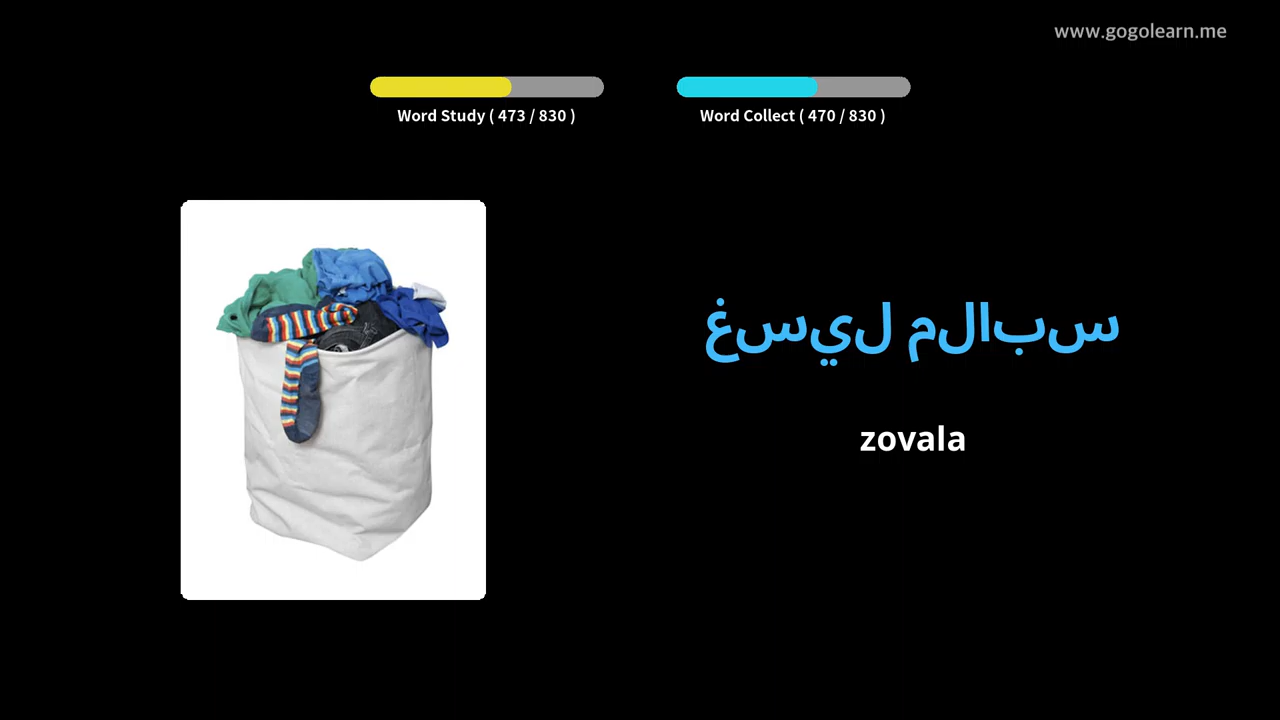 www.gogolearn.me
Word Study ( 473 / 830 )
Word Collect ( 470 / 830 )
غسيل ملابس
zovala